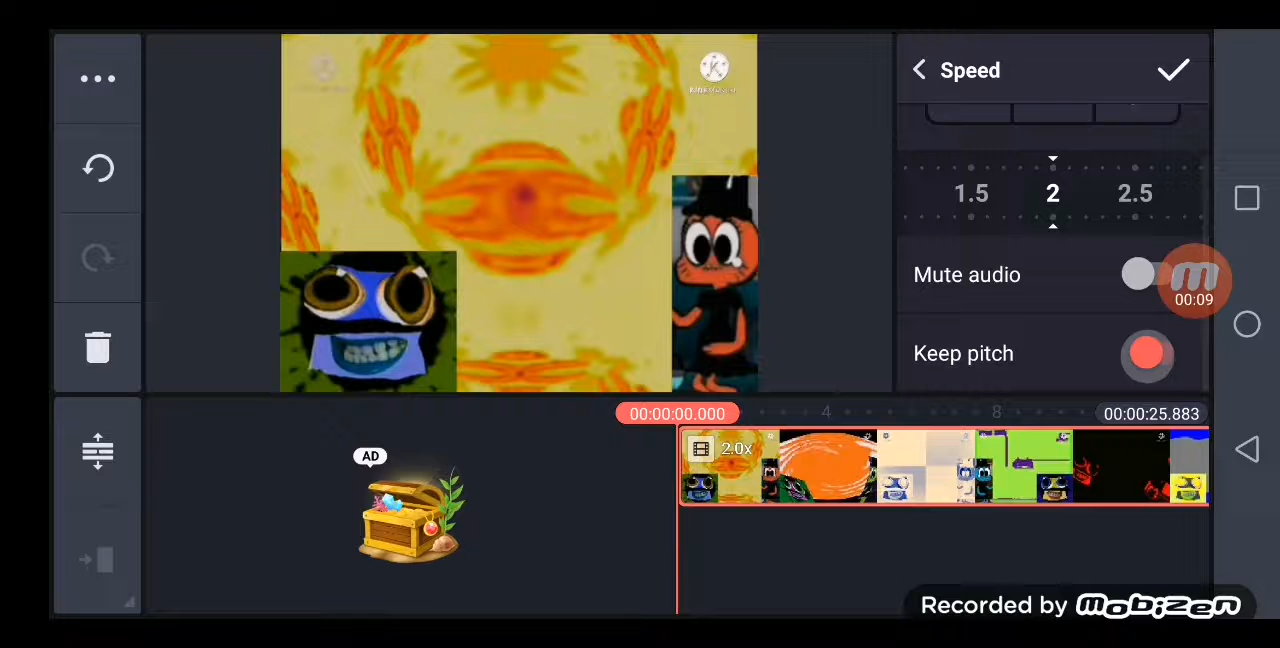 Speed
KINEMASTER
1.5 2 2.5
Mute audio
00:09
Keep pitch
00:00:00.000 4 8 00:00:25.883
AD
2.0x
Recorded by mobizen